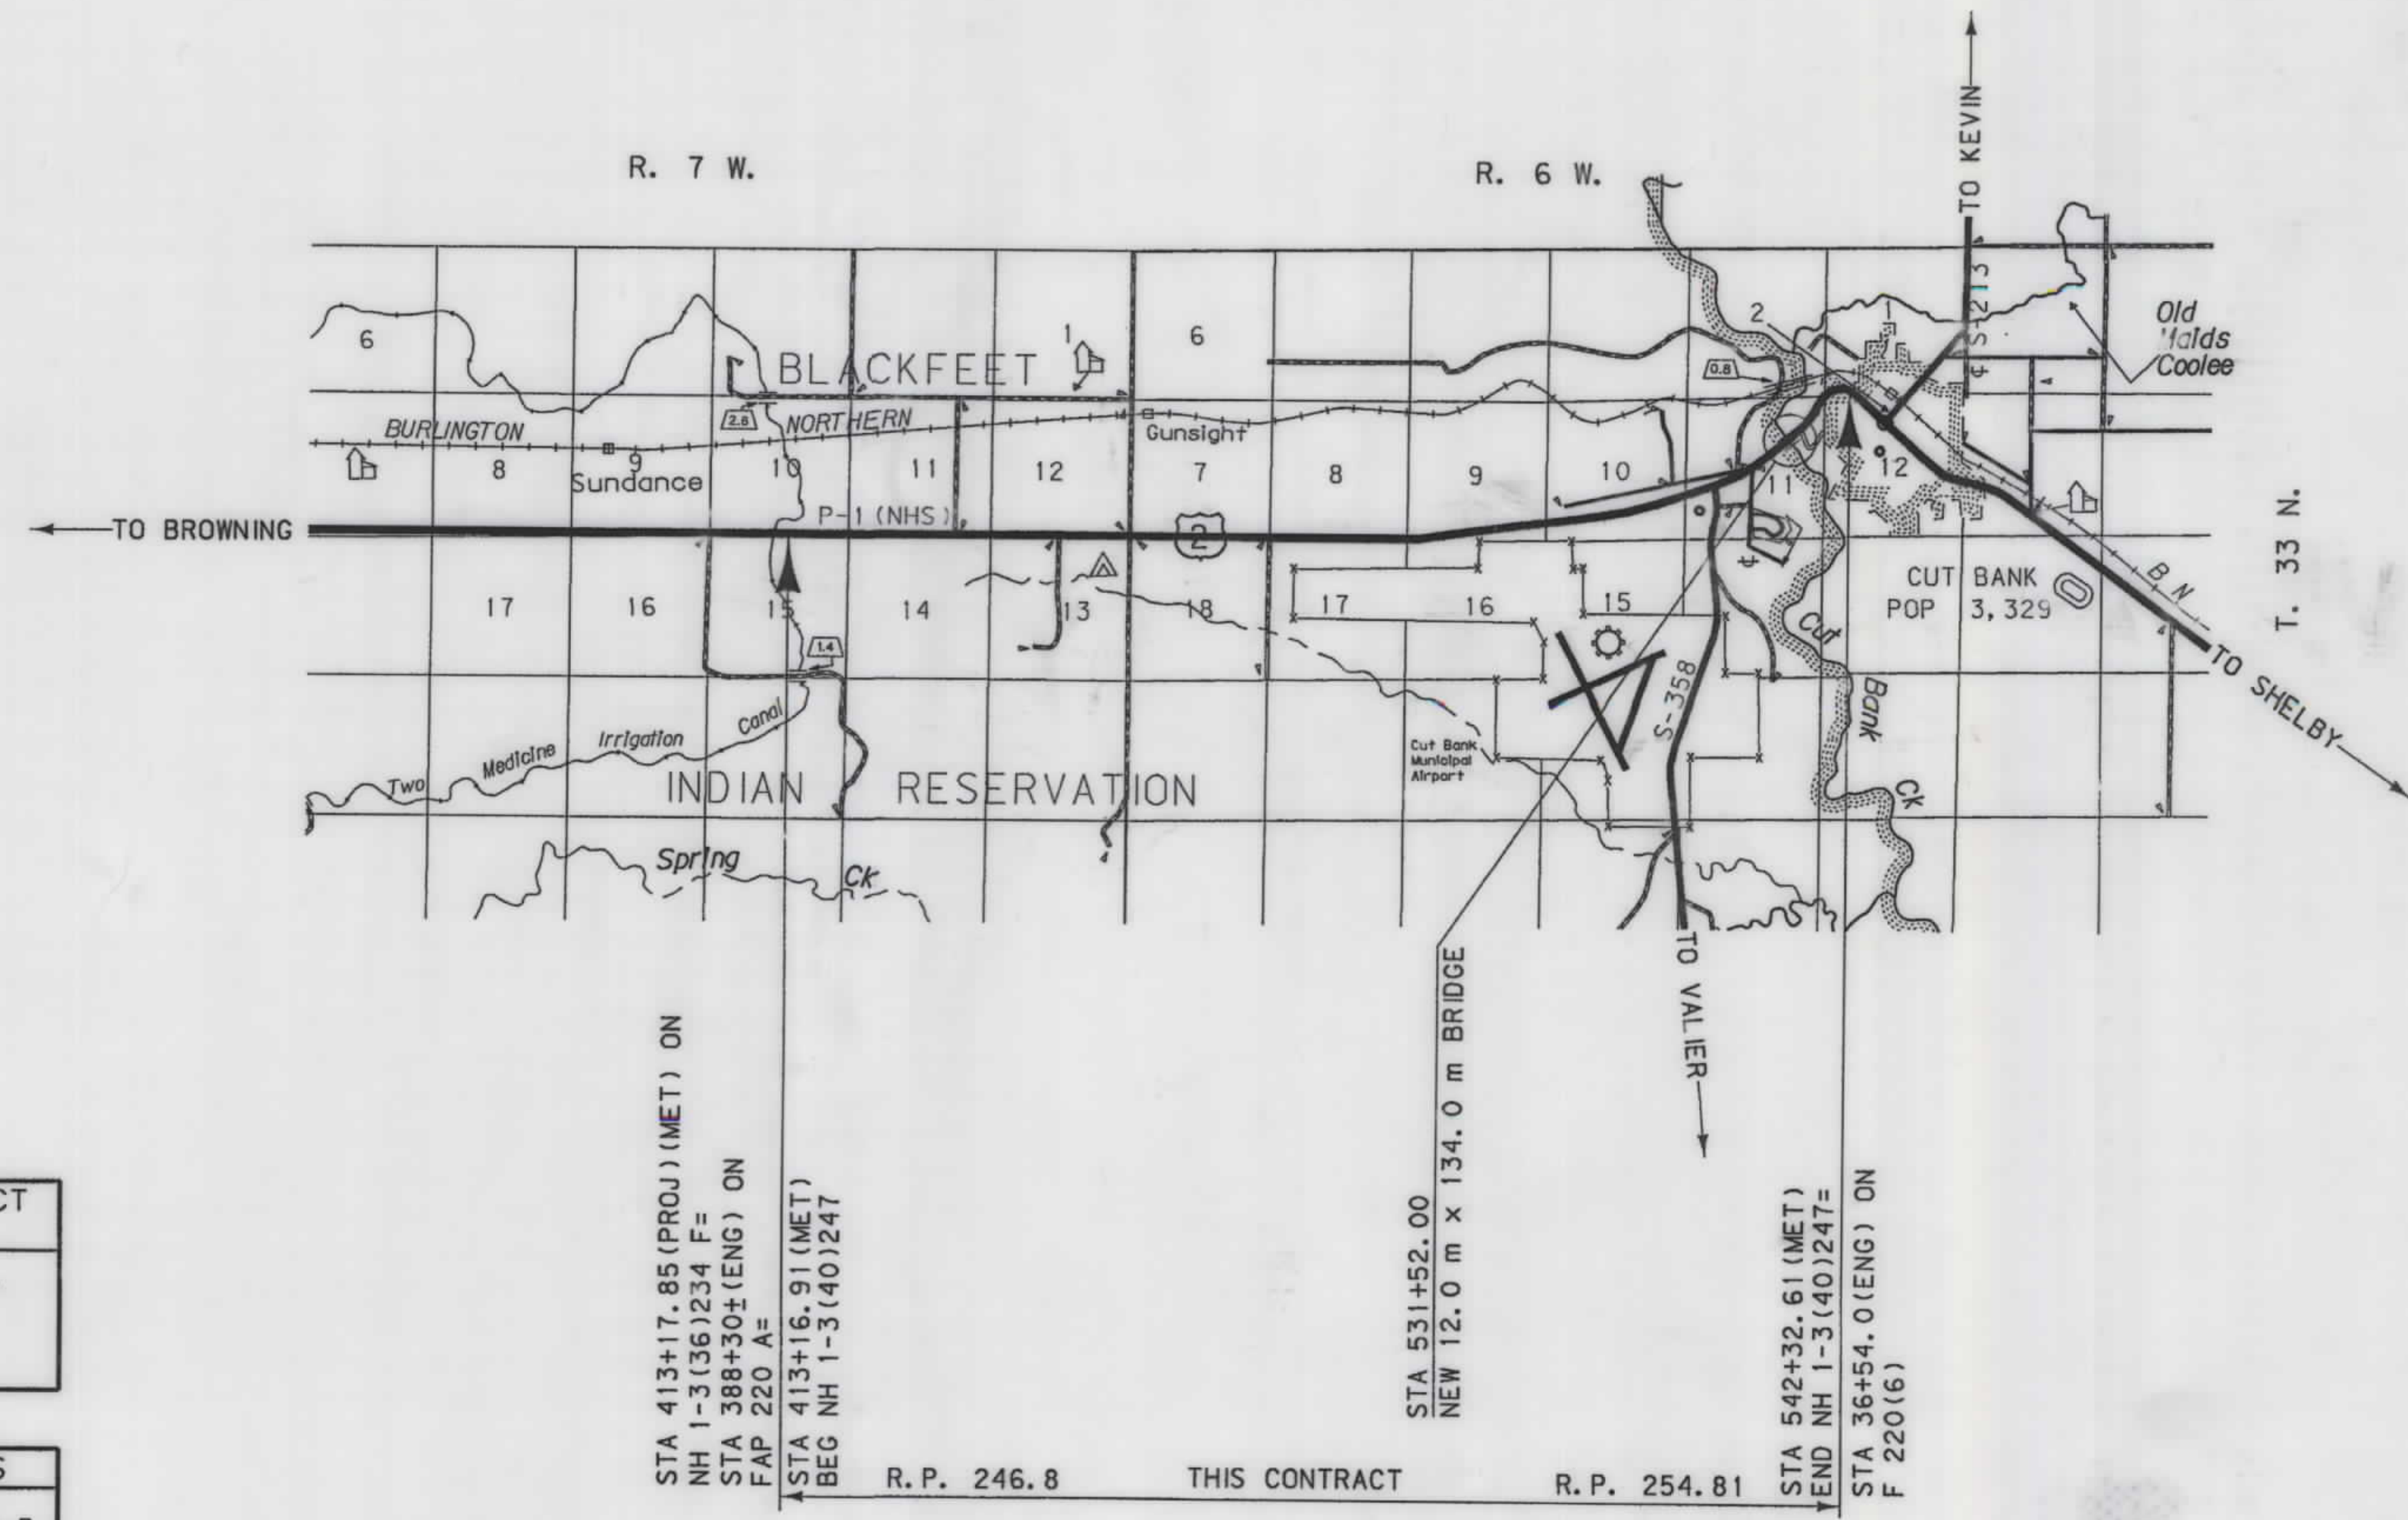 TO KEVIN
R. 7 W.
R. 6 W.
S-213
Old
Maids
Coolee
6
1
6
2
1
BLACKFEET
0.8
2.8
NORTHERN
BURLINGTON
Gunsight
8
9
10
11
12
7
8
9
10
11
12
Sundance
P-1 (NHS)
TO BROWNING
2
T. 33 N.
CUT BANK
POP 3,329
B N
17
16
15
14
13
18
17
16
15
1.4
Cut
Bank
Ck
TO SHELBY
S-358
Two Medicine Irrigation Canal
Cut Bank
Municipal
Airport
INDIAN RESERVATION
Spring Ck
TO VALIER
STA 413+17.85(PROJ)(MET) ON
NH 1-3(36)234 F=
STA 388+30±(ENG) ON
FAP 220 A=
STA 413+16.91(MET)
BEG NH 1-3(40)247
STA 531+52.00
NEW 12.0 m x 134.0 m BRIDGE
STA 542+32.61(MET)
END NH 1-3(40)247=
STA 36+54.0(ENG) ON
F 220(6)
R.P. 246.8
THIS CONTRACT
R.P. 254.81
CT